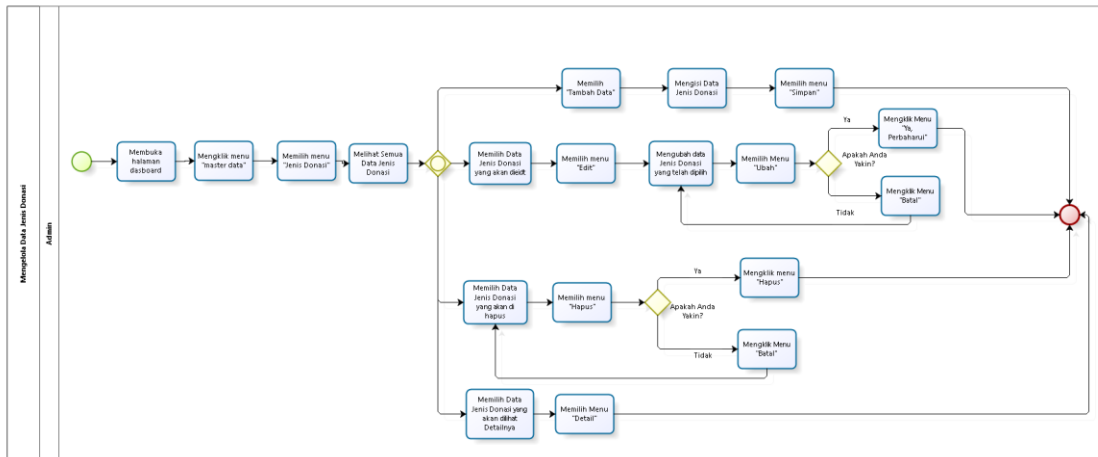 Mengelola Data Jenis Donasi
Admin
Membuka
halaman
dasboard
Mengklik menu
"master data"
Memilih menu
"Jenis Donasi"
Melihat Semua
Data Jenis
Donasi
Memilih
"Tambah Data"
Mengisi Data
Jenis Donasi
Memilih menu
"Simpan"
Memilih Data
Jenis Donasi
yang akan dieidt
Memilih menu
"Edit"
Mengubah data
Jenis Donasi
yang telah dipilih
Memilih Menu
"Ubah"
Apakah Anda
Yakin?
Ya
Mengklik Menu
"Ya,
Perbaharui"
Tidak
Mengklik Menu
"Batal"
Memilih Data
Jenis Donasi
yang akan di
hapus
Memilih menu
"Hapus"
Apakah Anda
Yakin?
Ya
Mengklik menu
"Hapus"
Tidak
Mengklik Menu
"Batal"
Memilih Data
Jenis Donasi yang
akan dilihat
Detailnya
Memilih Menu
"Detail"